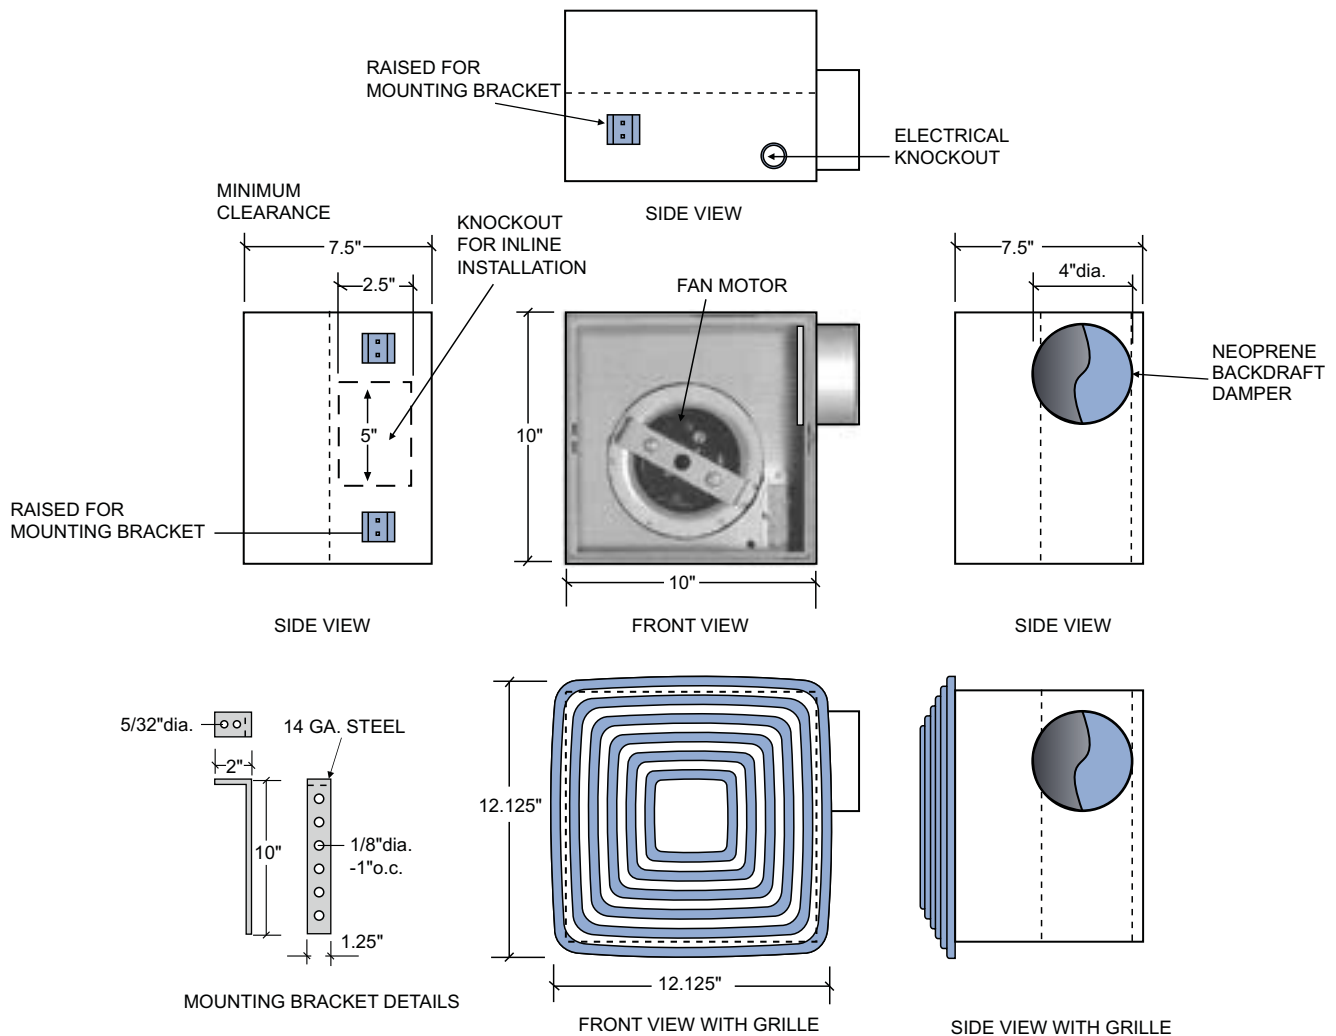 RAISED FOR
MOUNTING BRACKET
ELECTRICAL
KNOCKOUT
SIDE VIEW
MINIMUM
CLEARANCE
7.5"
KNOCKOUT
FOR INLINE
INSTALLATION
2.5"
5"
RAISED FOR
MOUNTING BRACKET
SIDE VIEW
FAN MOTOR
10"
10"
FRONT VIEW
7.5"
4"dia.
NEOPRENE
BACKDRAFT
DAMPER
SIDE VIEW
5/32"dia.
14 GA. STEEL
2"
10"
1/8"dia.
-1"o.c.
1.25"
MOUNTING BRACKET DETAILS
12.125"
12.125"
FRONT VIEW WITH GRILLE
SIDE VIEW WITH GRILLE